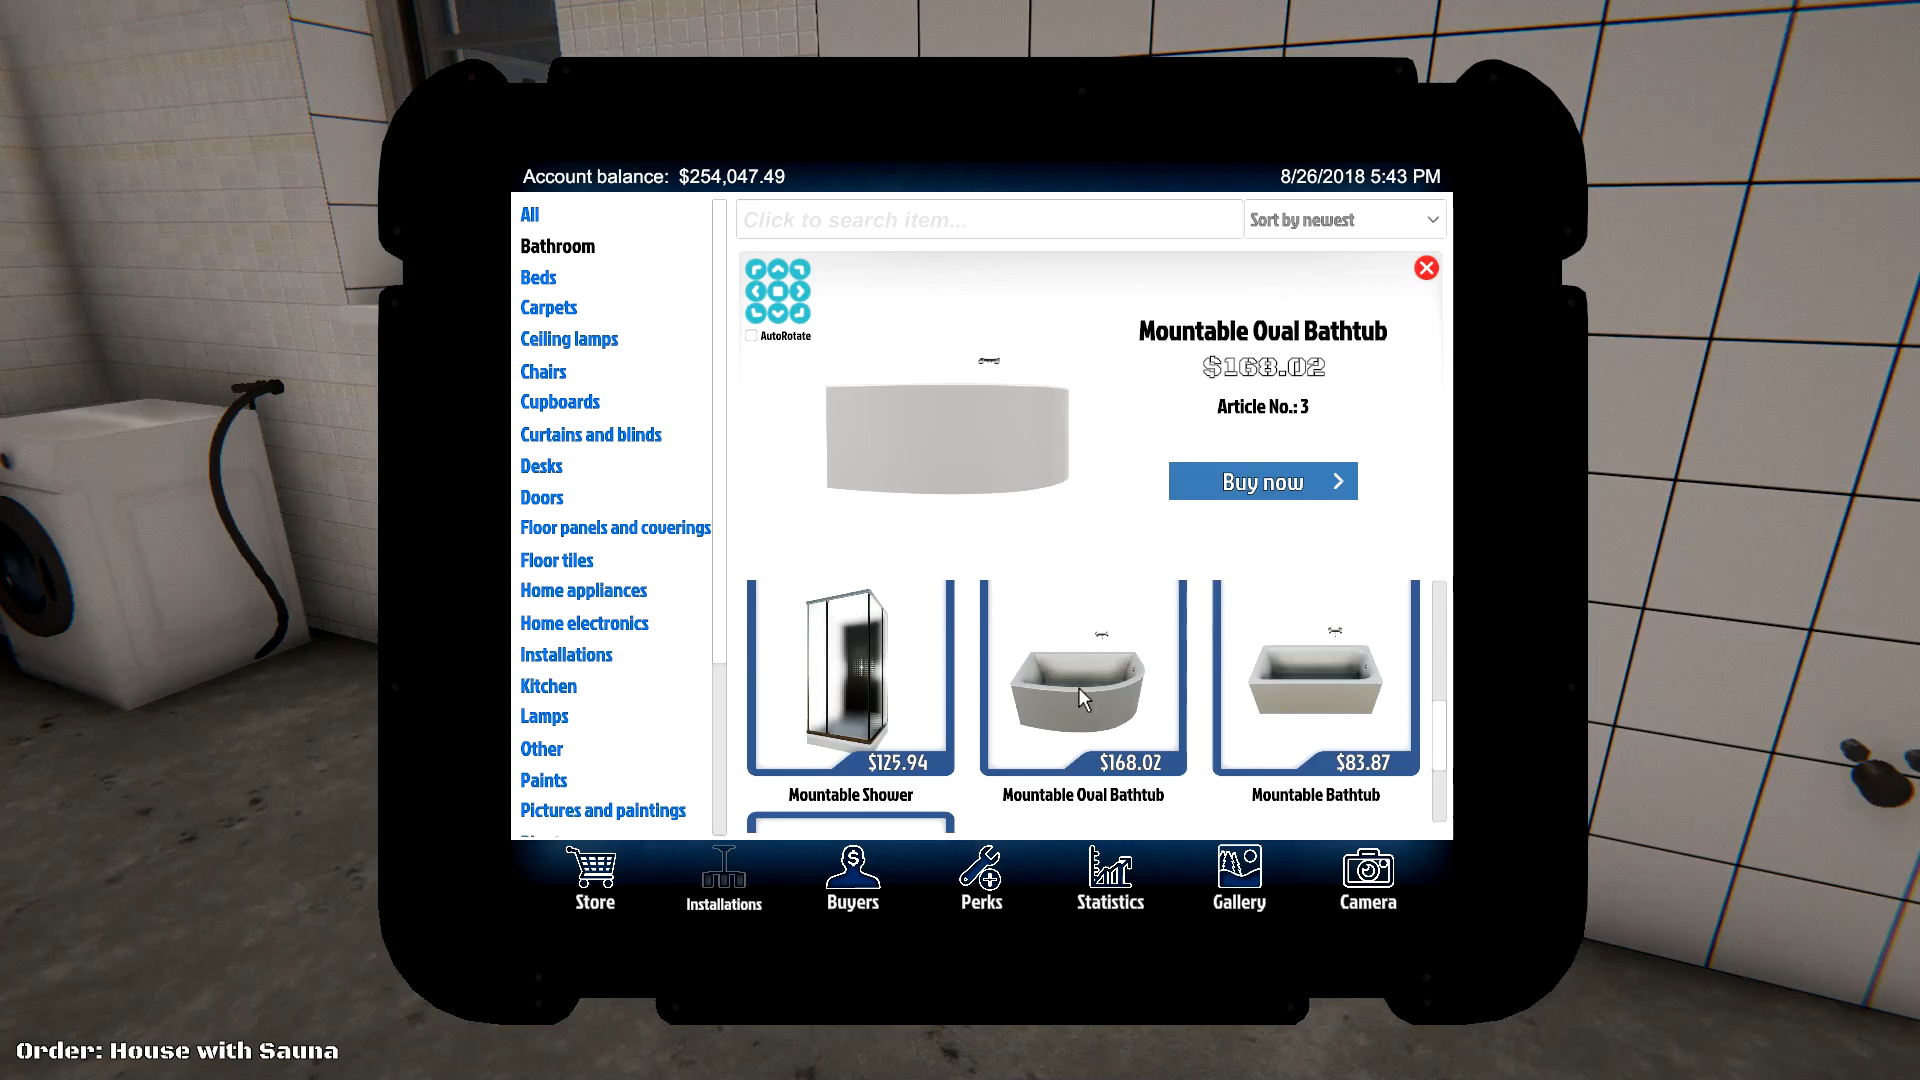 Account balance: $254,047.49
8/26/2018 5:43 PM
All
Bathroom
Beds
Carpets
Ceiling lamps
Chairs
Cupboards
Curtains and blinds
Desks
Doors
Floor panels and coverings
Floor tiles
Home appliances
Home electronics
Installations
Kitchen
Lamps
Other
Paints
Pictures and paintings
Click to search item...
Sort by newest
AutoRotate
Mountable Oval Bathtub
$168.02
Article No.: 3
Buy now
$125.94
$168.02
$83.87
Mountable Shower
Mountable Oval Bathtub
Mountable Bathtub
Store
Installations
Buyers
Perks
Statistics
Gallery
Camera
Order: House with Sauna